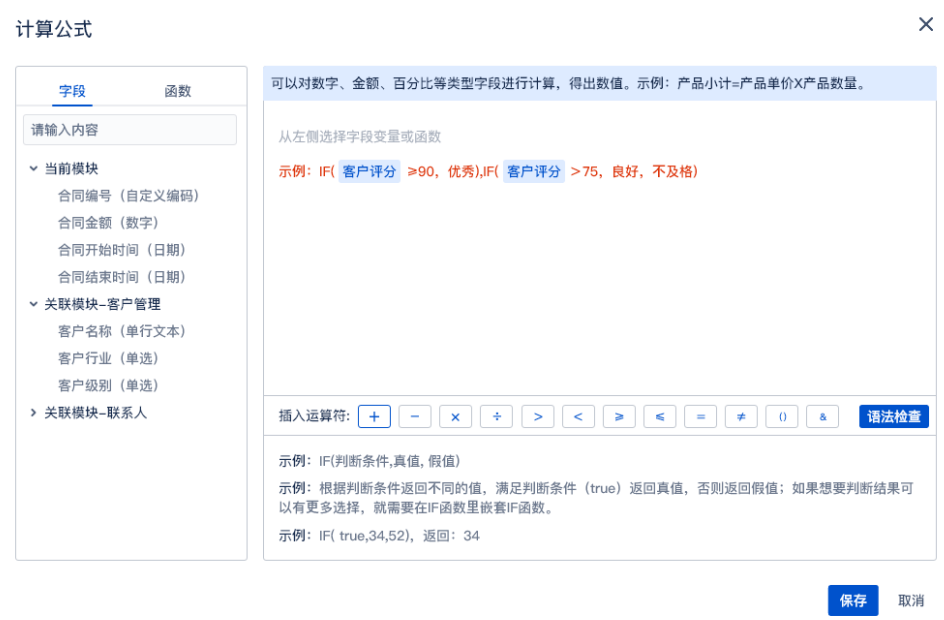 计算公式
字段 函数
请输入内容
当前模块
合同编号（自定义编码）
合同金额（数字）
合同开始时间（日期）
合同结束时间（日期）
关联模块-客户管理
客户名称（单行文本）
客户行业（单选）
客户级别（单选）
关联模块-联系人
可以对数字、金额、百分比等类型字段进行计算，得出数值。示例：产品小计=产品单价X产品数量。
从左侧选择字段变量或函数
示例：IF( 客户评分 ≥90，优秀),IF( 客户评分 >75，良好，不及格)
插入运算符: + − × ÷ > < ≥ ≤ = ≠ () & 语法检查
示例：IF(判断条件,真值, 假值)
示例：根据判断条件返回不同的值，满足判断条件（true）返回真值，否则返回假值；如果想要判断结果可
以有更多选择，就需要在IF函数里嵌套IF函数。
示例：IF( true,34,52)，返回：34
保存 取消